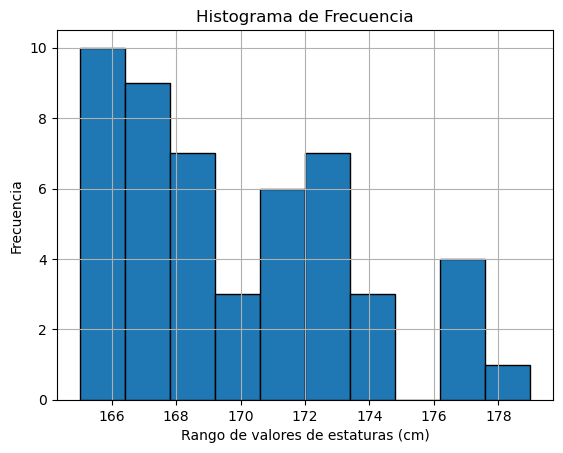 Histograma de Frecuencia
10
8
6
4
2
0
Frecuencia
166 168 170 172 174 176 178
Rango de valores de estaturas (cm)